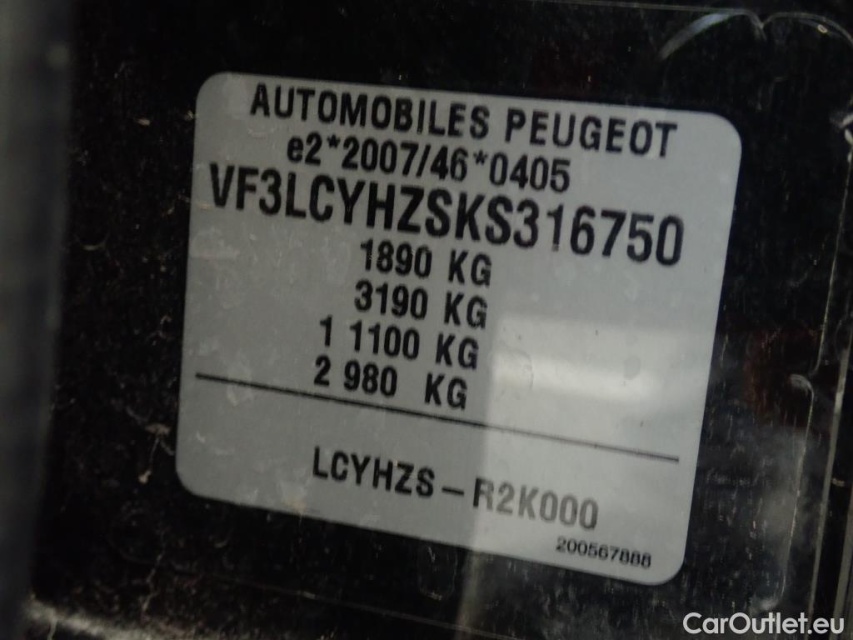 AUTOMOBILES PEUGEOT
e2*2007/46*0405
VF3LCYHZSKS316750
1890 KG
3190 KG
1 1100 KG
2 980 KG
LCYHZS – R2K000
200567888
CarOutlet.eu